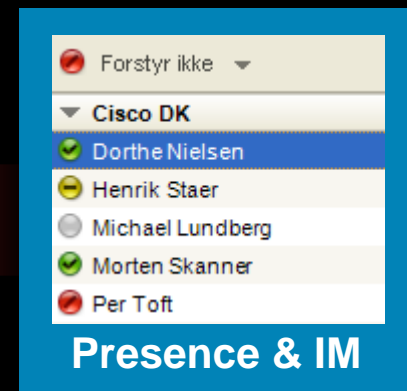 Forstyr ikke
Cisco DK
Dorthe Nielsen
Henrik Staer
Michael Lundberg
Morten Skanner
Per Toft
Presence & IM